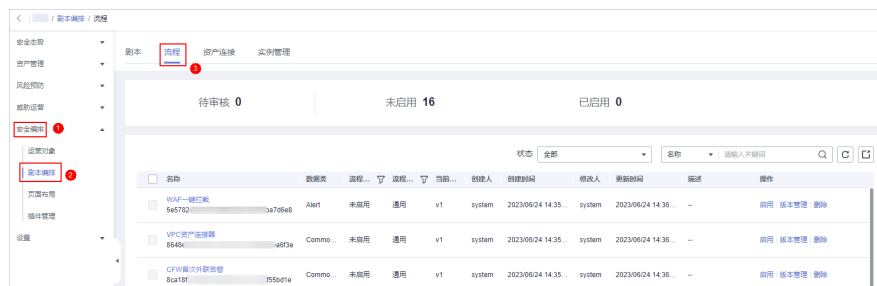 / 剧本编排 / 流程
安全态势
资产管理
风险预防
威胁运营
安全编排 1
运营对象
剧本编排 2
页面布局
插件管理
设置
剧本 流程 资产连接 实例管理
3
待审核 0 未启用 16 已启用 0
状态 全部 名称 请输入关键词
名称 数据类 流程... 流程... 当前... 创建人 创建时间 修改人 更新时间 描述 操作
WAF一键拦截
5e5782 ba7d6e8 Alert 未启用 通用 v1 system 2023/06/24 14:35... system 2023/06/24 14:36... -- 启用 版本管理 删除
VPC资产连接器
8648e a6f3e Commo... 未启用 通用 v1 system 2023/06/24 14:35... system 2023/06/24 14:36... -- 启用 版本管理 删除
CFW首次外联告警
8ca18f f55bd1e Commo... 未启用 通用 v1 system 2023/06/24 14:35... system 2023/06/24 14:36... -- 启用 版本管理 删除